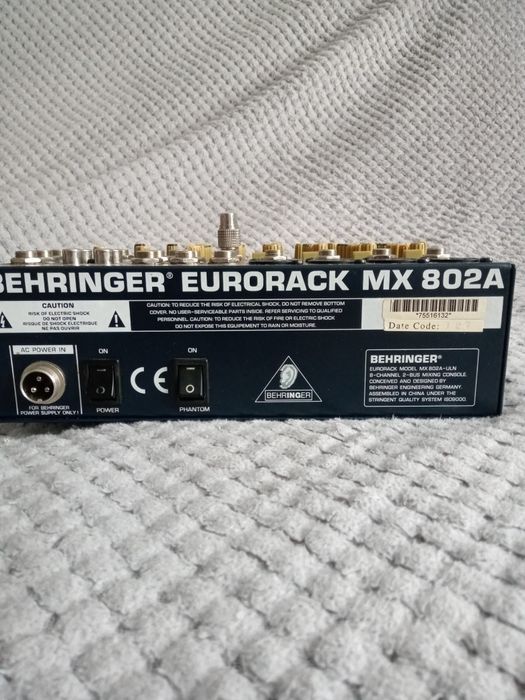 BEHRINGER® EURORACK MX 802A
CAUTION
RISK OF ELECTRIC SHOCK
DO NOT OPEN
RISQUE DE SHOCK ELECTRIQUE
NE PAS OUVRIR
CAUTION: TO REDUCE THE RISK OF ELECTRICAL SHOCK, DO NOT REMOVE BOTTOM
COVER. NO USER-SERVICEABLE PARTS INSIDE. REFER SERVICING TO QUALIFIED
PERSONNEL. CAUTION: TO REDUCE THE RISK OF FIRE OR ELECTRIC SHOCK,
DO NOT EXPOSE THIS EQUIPMENT TO RAIN OR MOISTURE.
*75516132*
Date Code:
AC POWER IN
FOR BEHRINGER
POWER SUPPLY ONLY!
ON
POWER
CE
ON
PHANTOM
BEHRINGER
BEHRINGER®
EURORACK MODEL MX 802A-ULN
8-CHANNEL 2-BUS MIXING CONSOLE.
CONCEIVED AND DESIGNED BY
BEHRINGER ENGINEERING GERMANY.
ASSEMBLED IN CHINA UNDER THE
STRINGENT QUALITY SYSTEM ISO9000.